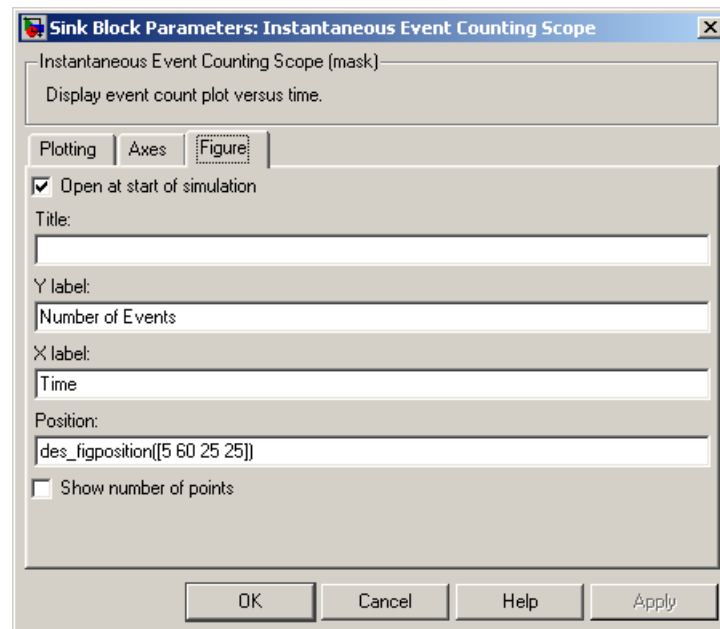 Sink Block Parameters: Instantaneous Event Counting Scope
Instantaneous Event Counting Scope (mask)
Display event count plot versus time.
Plotting Axes Figure
Open at start of simulation
Title:
Y label:
Number of Events
X label:
Time
Position:
des_figposition([5 60 25 25])
Show number of points
OK Cancel Help Apply